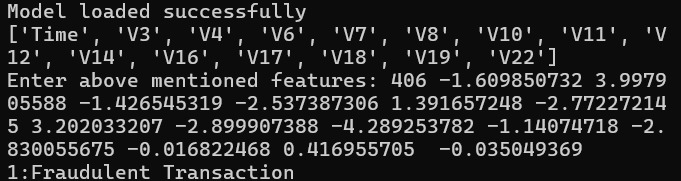 Model loaded successfully
['Time', 'V3', 'V4', 'V6', 'V7', 'V8', 'V10', 'V11', 'V
12', 'V14', 'V16', 'V17', 'V18', 'V19', 'V22']
Enter above mentioned features: 406 -1.609850732 3.9979
05588 -1.426545319 -2.537387306 1.391657248 -2.77227214
5 3.202033207 -2.899907388 -4.289253782 -1.14074718 -2.
830055675 -0.016822468 0.416955705  -0.035049369
1:Fraudulent Transaction